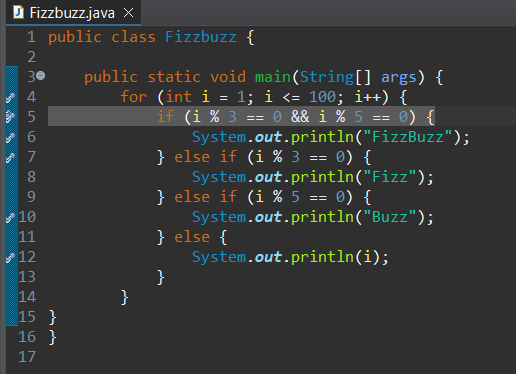 Fizzbuzz.java
1 public class Fizzbuzz {
2
3     public static void main(String[] args) {
4         for (int i = 1; i <= 100; i++) {
5             if (i % 3 == 0 && i % 5 == 0) {
6                 System.out.println("FizzBuzz");
7             } else if (i % 3 == 0) {
8                 System.out.println("Fizz");
9             } else if (i % 5 == 0) {
10                 System.out.println("Buzz");
11             } else {
12                 System.out.println(i);
13             }
14         }
15 }
16 }
17